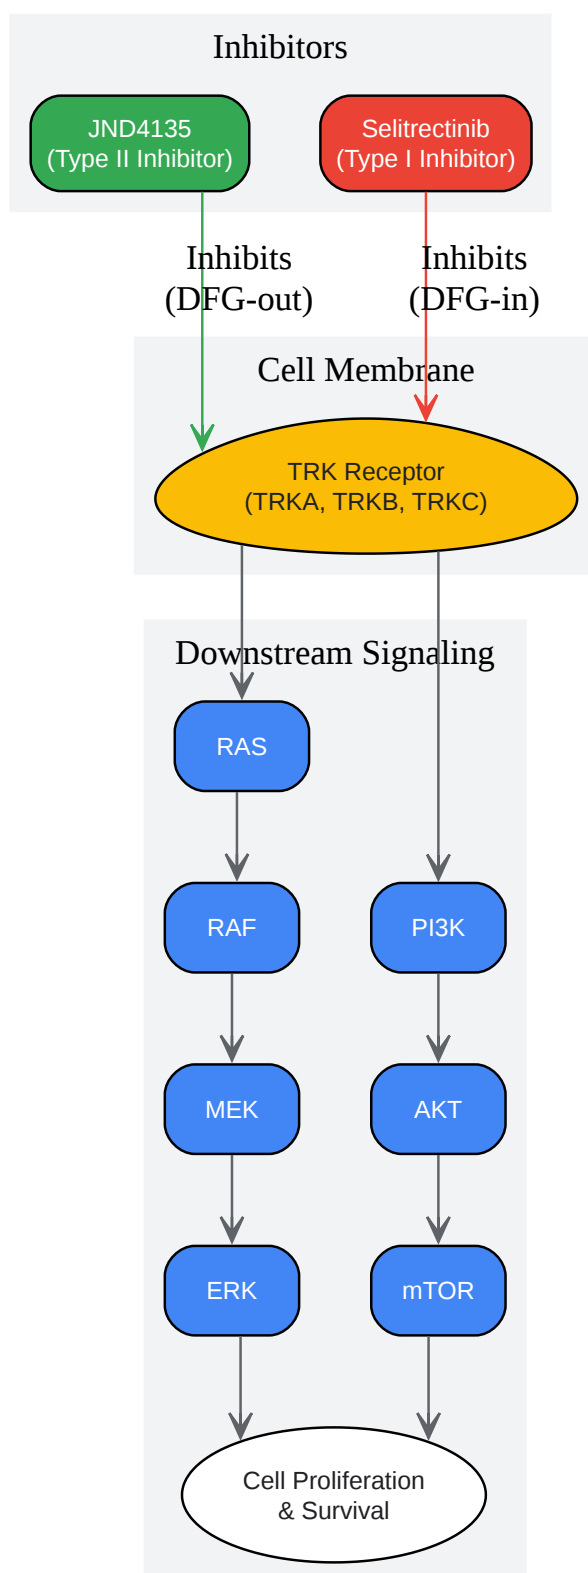 Inhibitors
JND4135
(Type II Inhibitor)
Selitrectinib
(Type I Inhibitor)
Inhibits
(DFG-out)
Inhibits
(DFG-in)
Cell Membrane
TRK Receptor
(TRKA, TRKB, TRKC)
Downstream Signaling
RAS
RAF
PI3K
MEK
AKT
ERK
mTOR
Cell Proliferation
& Survival